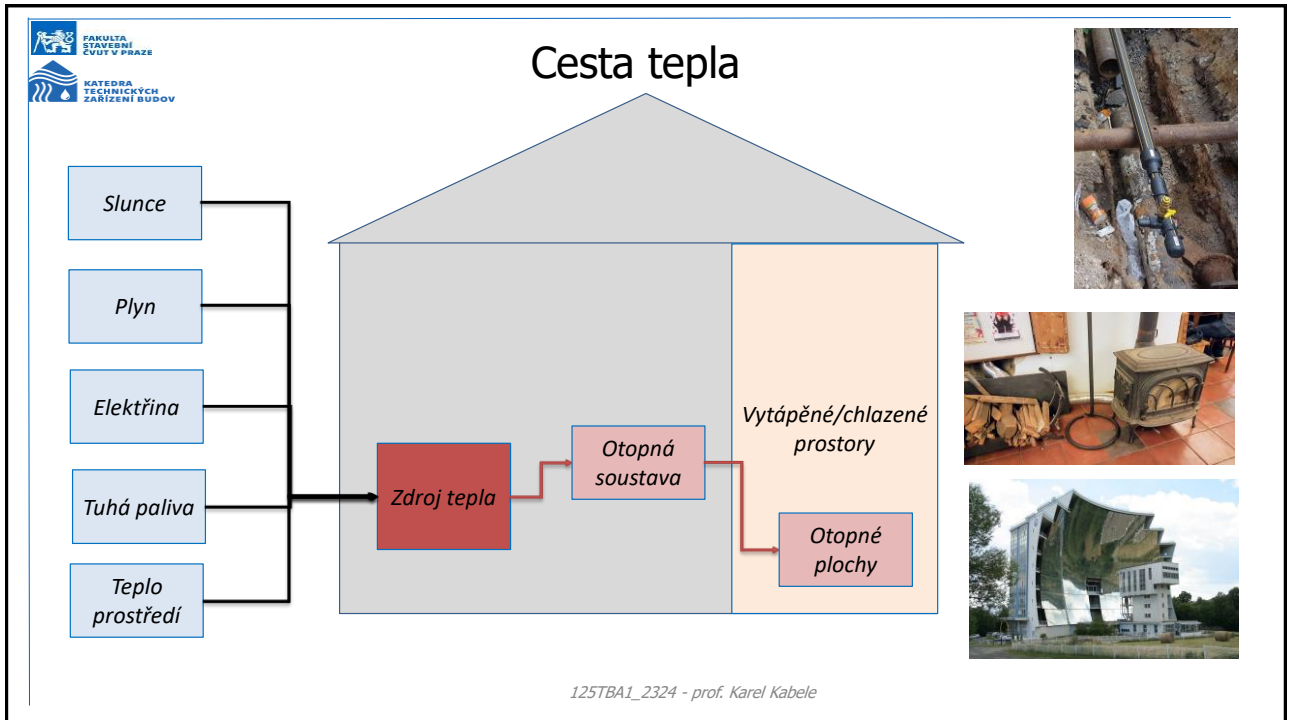 FAKULTA
STAVEBNÍ
ČVUT V PRAZE
KATEDRA
TECHNICKÝCH
ZAŘÍZENÍ BUDOV
Cesta tepla
Slunce
Plyn
Elektřina
Tuhá paliva
Teplo
prostředí
Zdroj tepla
Otopná
soustava
Vytápěné/chlazené
prostory
Otopné
plochy
125TBA1_2324 - prof. Karel Kabele